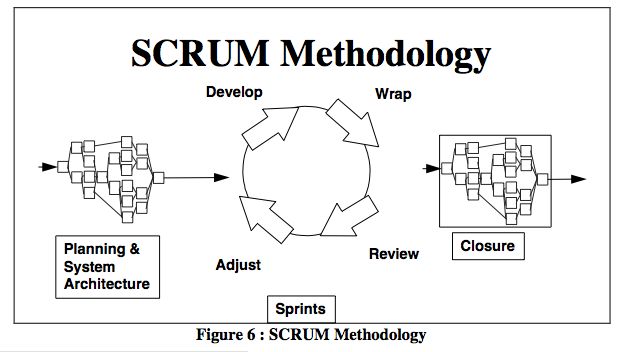 SCRUM Methodology
Develop
Wrap
Planning &
System
Architecture
Closure
Adjust
Review
Sprints
Figure 6 : SCRUM Methodology